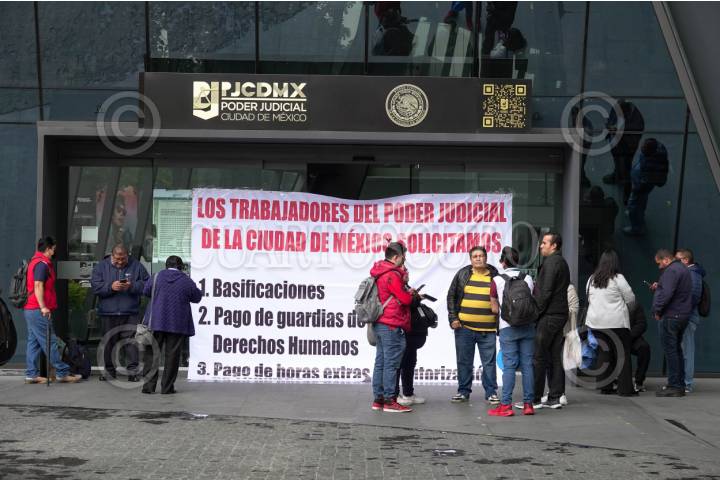 PJCDMX
PODER JUDICIAL
CIUDAD DE MÉXICO
LOS TRABAJADORES DEL PODER JUDICIAL
DE LA CIUDAD DE MÉXICO SOLICITAMOS
1. Basificaciones
2. Pago de guardias de
Derechos Humanos
3. Pago de horas extras
CUARTOSCURO